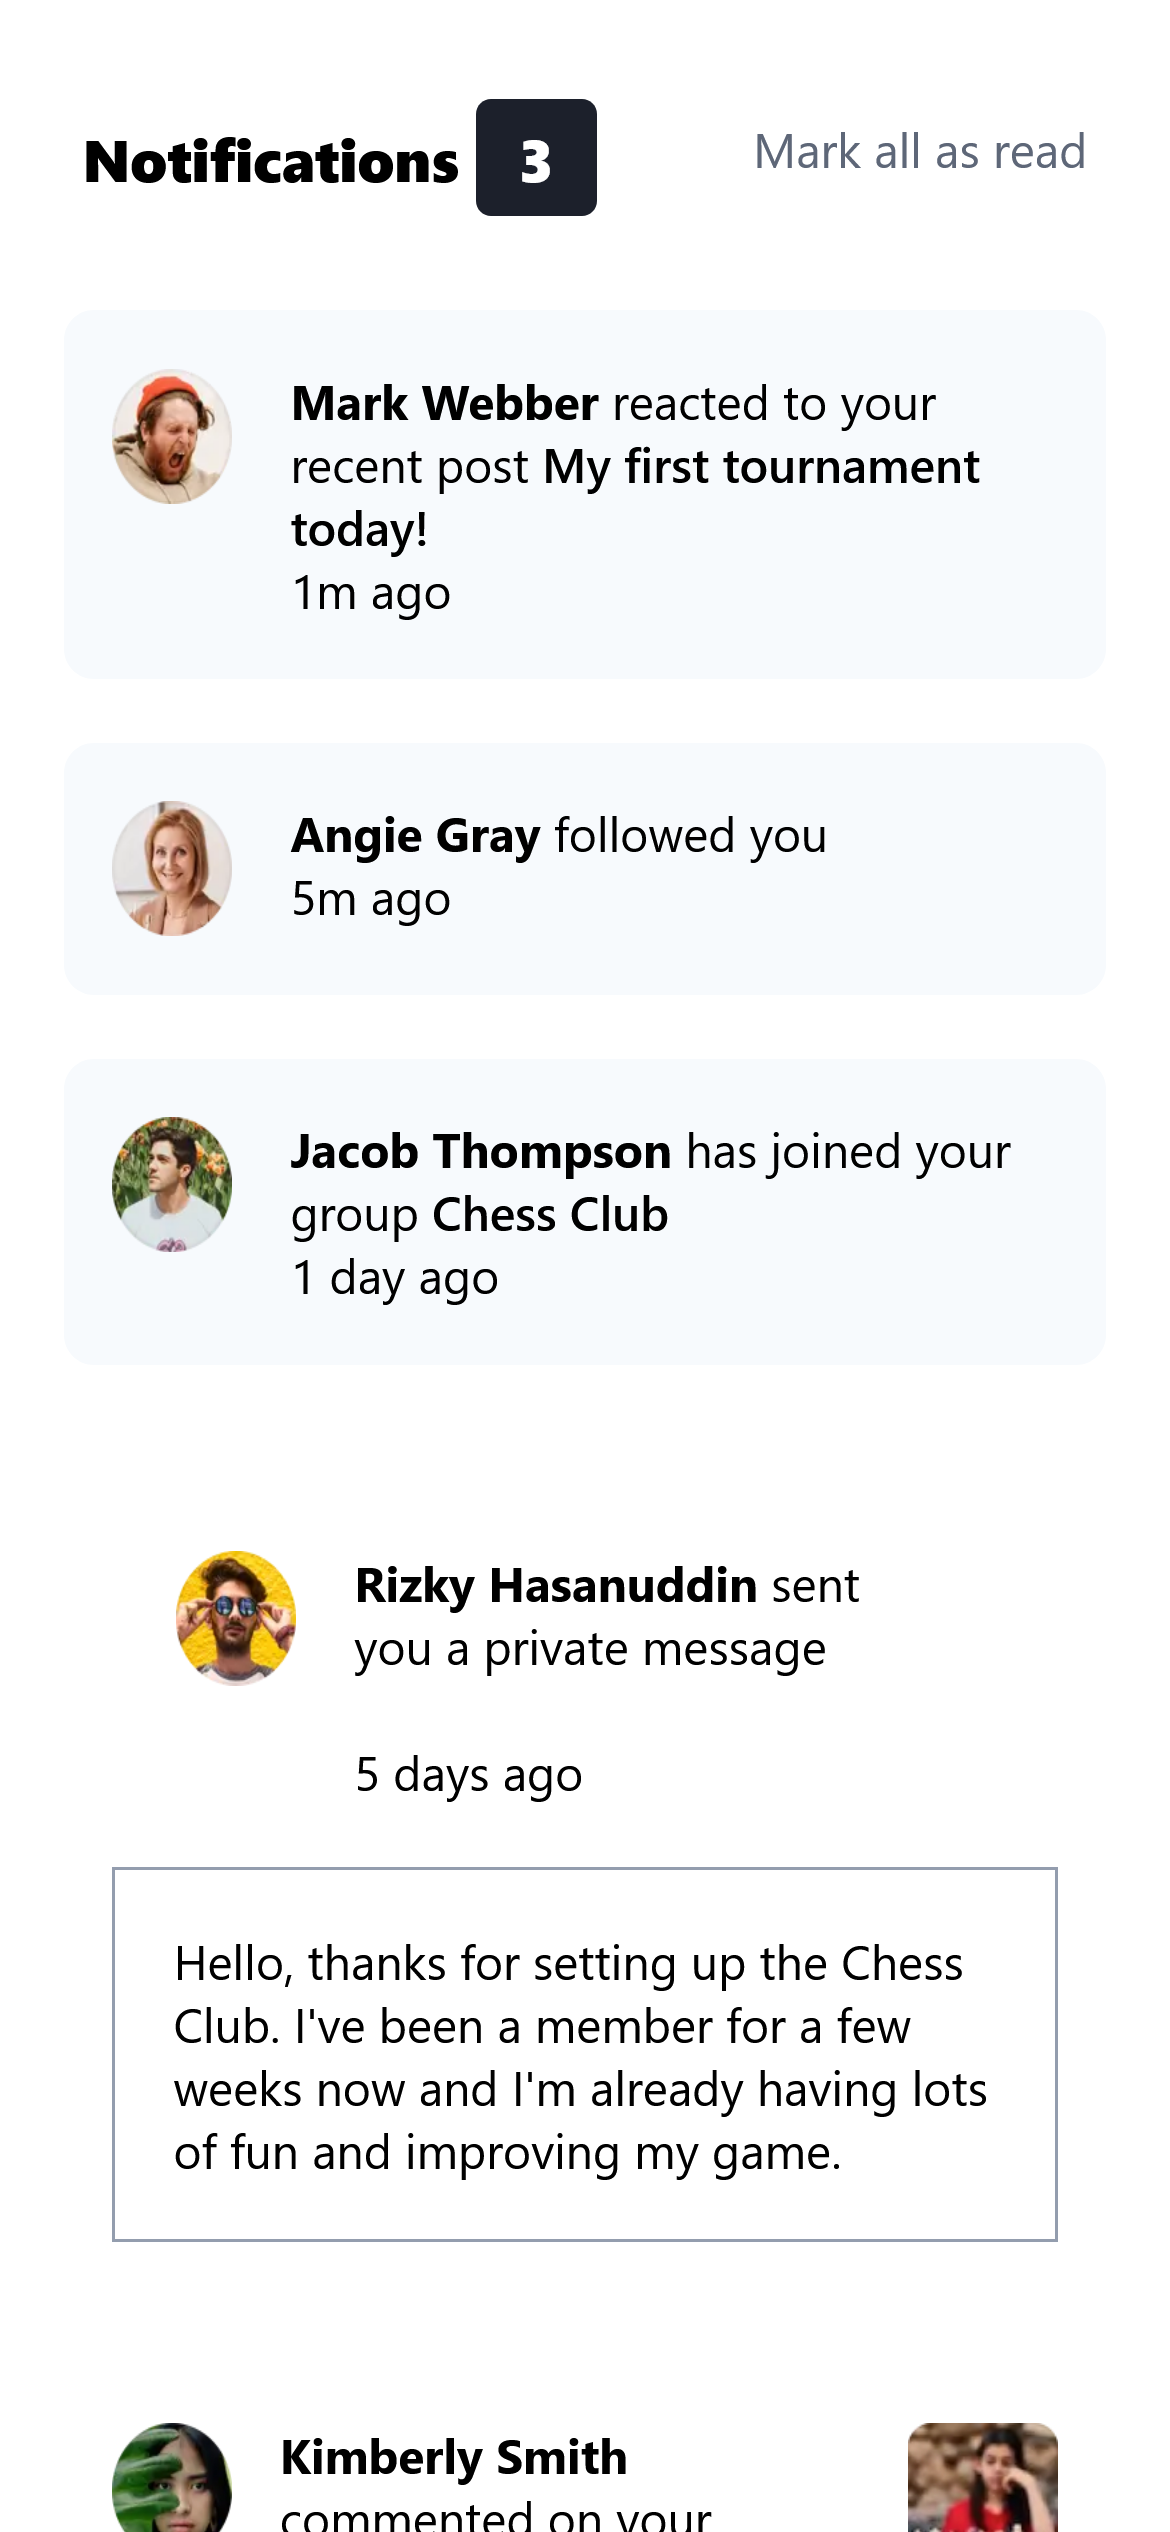 Notifications 3 Mark all as read
Mark Webber reacted to your
recent post My first tournament
today!
1m ago
Angie Gray followed you
5m ago
Jacob Thompson has joined your
group Chess Club
1 day ago
Rizky Hasanuddin sent
you a private message
5 days ago
Hello, thanks for setting up the Chess
Club. I've been a member for a few
weeks now and I'm already having lots
of fun and improving my game.
Kimberly Smith
commented on your